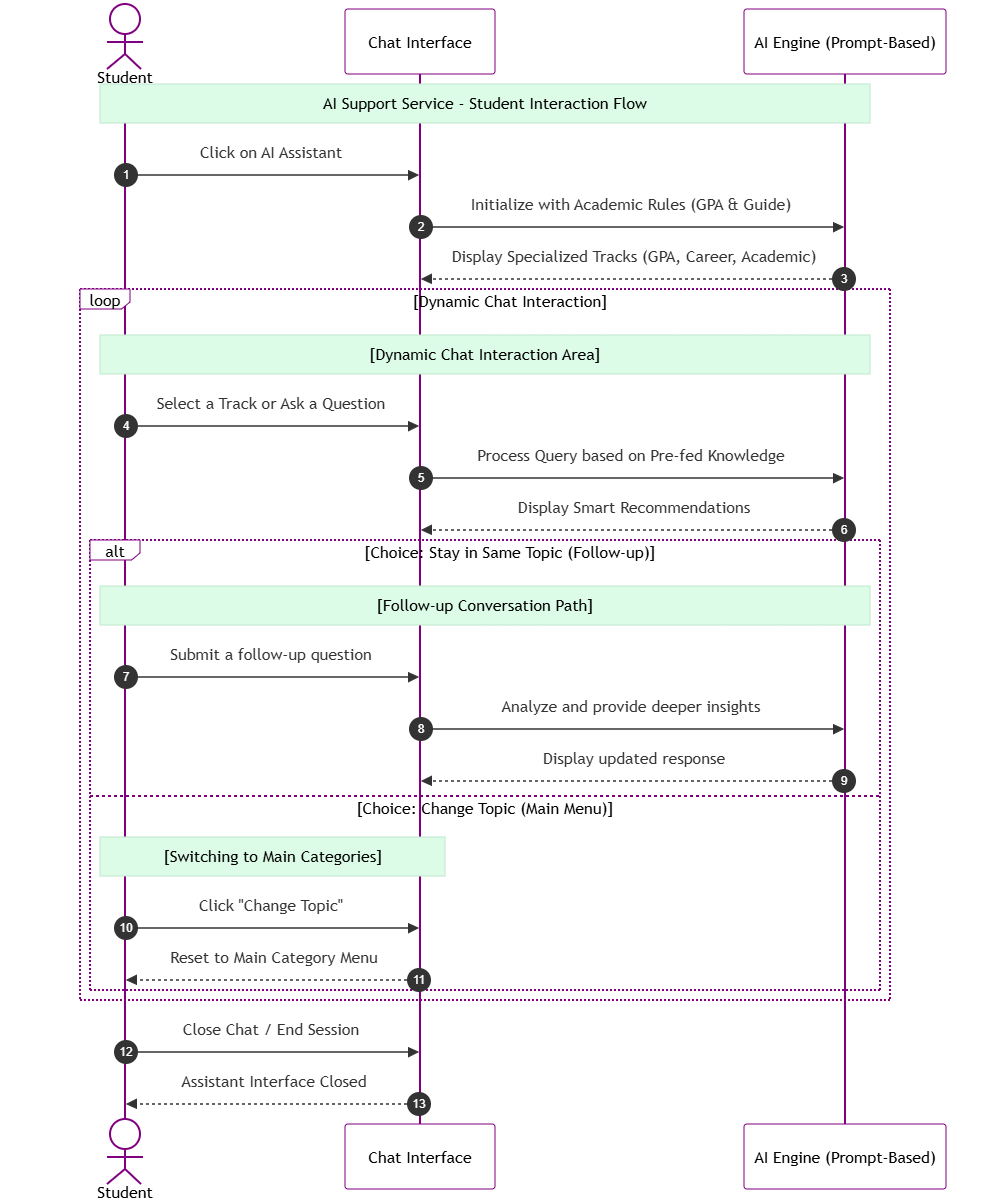 Chat Interface
AI Engine (Prompt-Based)
Student
AI Support Service - Student Interaction Flow
Click on AI Assistant
1
Initialize with Academic Rules (GPA & Guide)
2
Display Specialized Tracks (GPA, Career, Academic)
3
loop
[Dynamic Chat Interaction]
[Dynamic Chat Interaction Area]
Select a Track or Ask a Question
4
Process Query based on Pre-fed Knowledge
5
Display Smart Recommendations
6
alt
[Choice: Stay in Same Topic (Follow-up)]
[Follow-up Conversation Path]
Submit a follow-up question
7
Analyze and provide deeper insights
8
Display updated response
9
[Choice: Change Topic (Main Menu)]
[Switching to Main Categories]
Click "Change Topic"
10
Reset to Main Category Menu
11
Close Chat / End Session
12
Assistant Interface Closed
13
Chat Interface
AI Engine (Prompt-Based)
Student